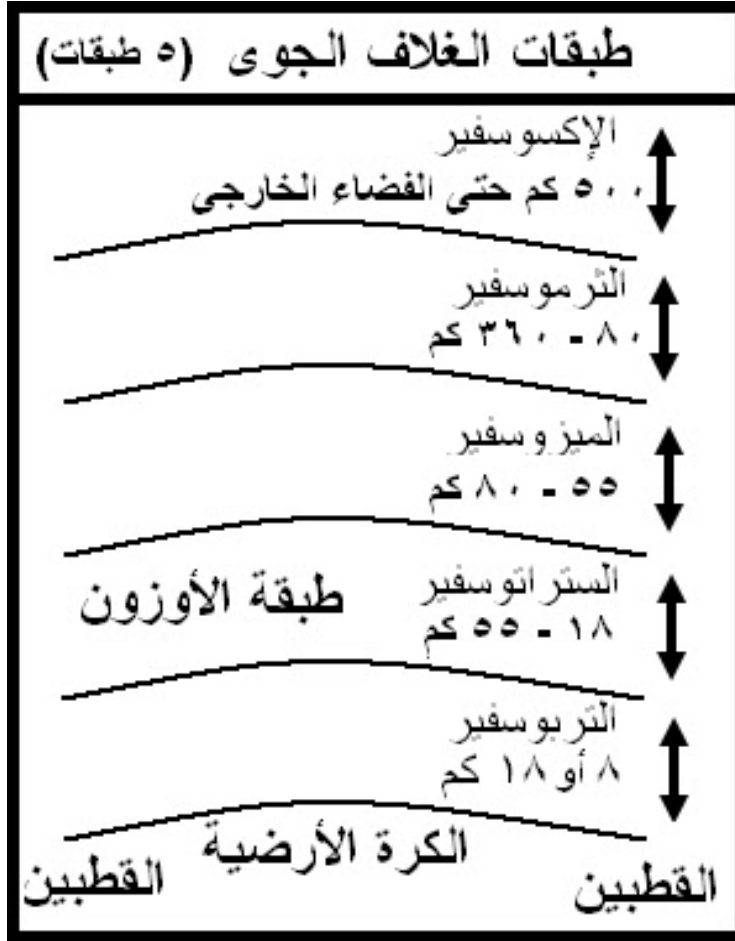 طبقات الغلاف الجوى (٥ طبقات)
الإكسوسفير
٥٠٠ كم حتى الفضاء الخارجى
الثرموسفير
٨٠ - ٣٦٠ كم
الميزوسفير
٥٥ - ٨٠ كم
الستراتوسفير
طبقة الأوزون
١٨ - ٥٥ كم
التربوسفير
٨ أو ١٨ كم
الكرة الأرضية
القطبين
القطبين